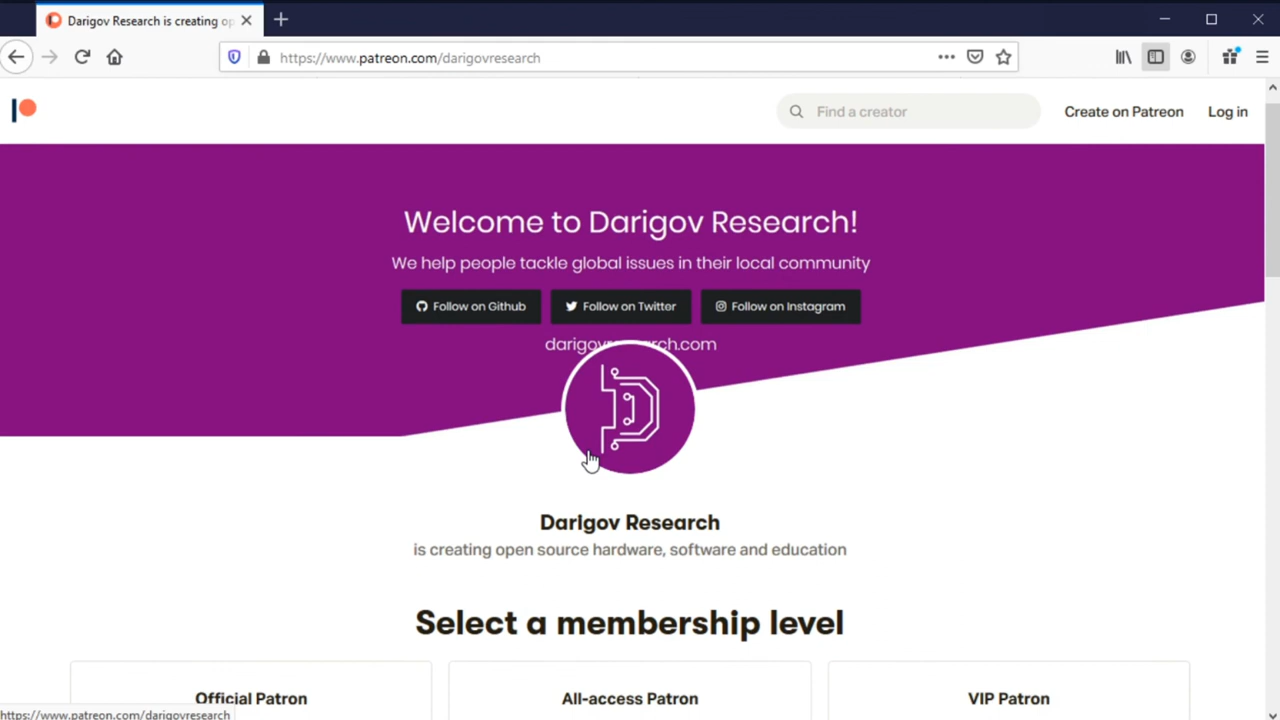 Darigov Research is creating op
https://www.patreon.com/darigovresearch
Find a creator
Create on Patreon
Log in
Welcome to Darigov Research!
We help people tackle global issues in their local community
Follow on Github
Follow on Twitter
Follow on Instagram
darigovresearch.com
Darigov Research
is creating open source hardware, software and education
Select a membership level
Official Patron
All-access Patron
VIP Patron
https://www.patreon.com/darigovresearch